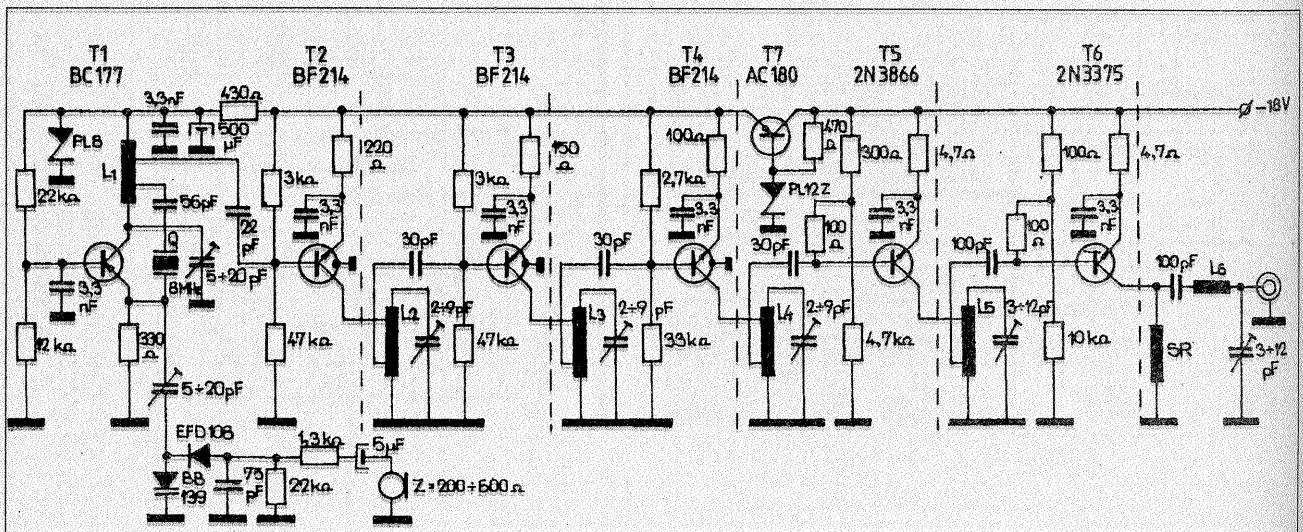 T1
BC177
T2
BF214
T3
BF214
T4
BF214
T7
AC180
T5
2N3866
T6
2N3375
-18V
3,3nF
430Ω
500
μF
PL8
L1
22kΩ
56pF
22
pF
Q
8MHz
5÷20pF
3,3
nF
12kΩ
330
Ω
5÷20pF
3kΩ
220
Ω
3,3
nF
47kΩ
30pF
L2
2÷9pF
3kΩ
150
Ω
3,3
nF
47kΩ
30pF
L3
2÷9 pF
2,7kΩ
100Ω
3,3
nF
33kΩ
470
Ω
PL12Z
30pF
100
Ω
L4
2÷9pF
300Ω
4,7Ω
3,3
nF
4,7kΩ
100pF
100
Ω
L5
3÷12pF
100Ω
4,7Ω
3,3
nF
10kΩ
100pF
L6
SR
3÷12
pF
EFD108
1,3kΩ
5μF
BB
139
75
pF
22kΩ
Z=200÷600Ω